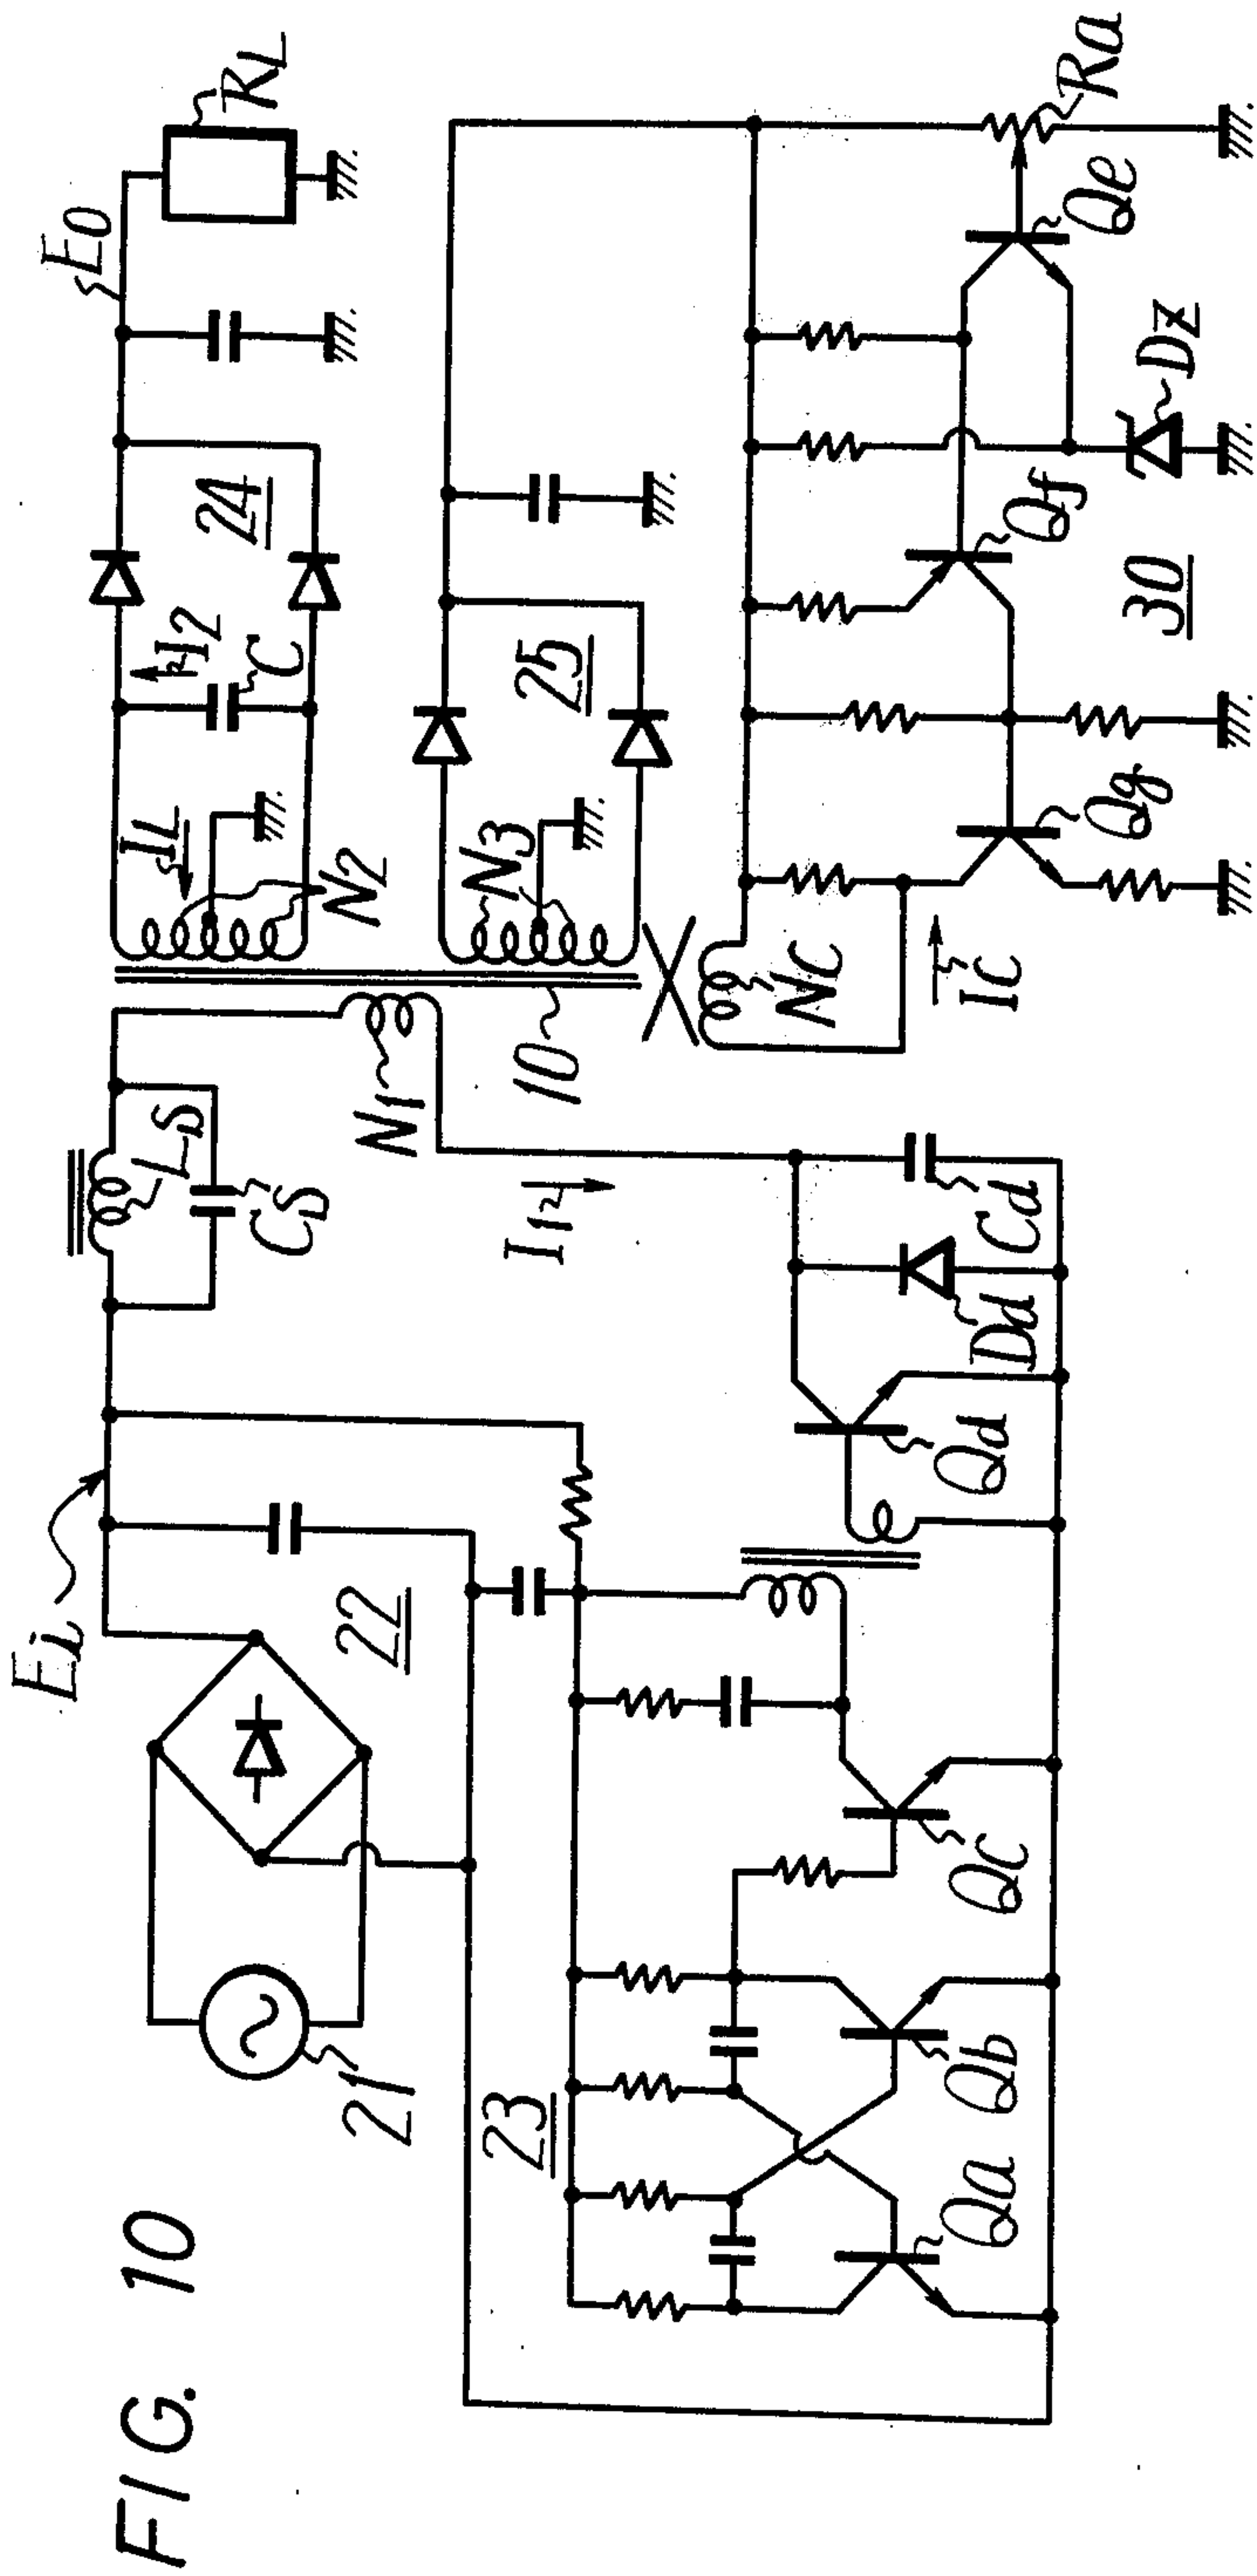 FIG. 10
Ei
21
22
23
Qa
Qb
Qc
Qd
Dd
Cd
LS
CS
I1
N1
10
N2
IL
I2
C
24
E0
RL
N3
25
NC
IC
Qg
Qf
30
DZ
Qe
Ra